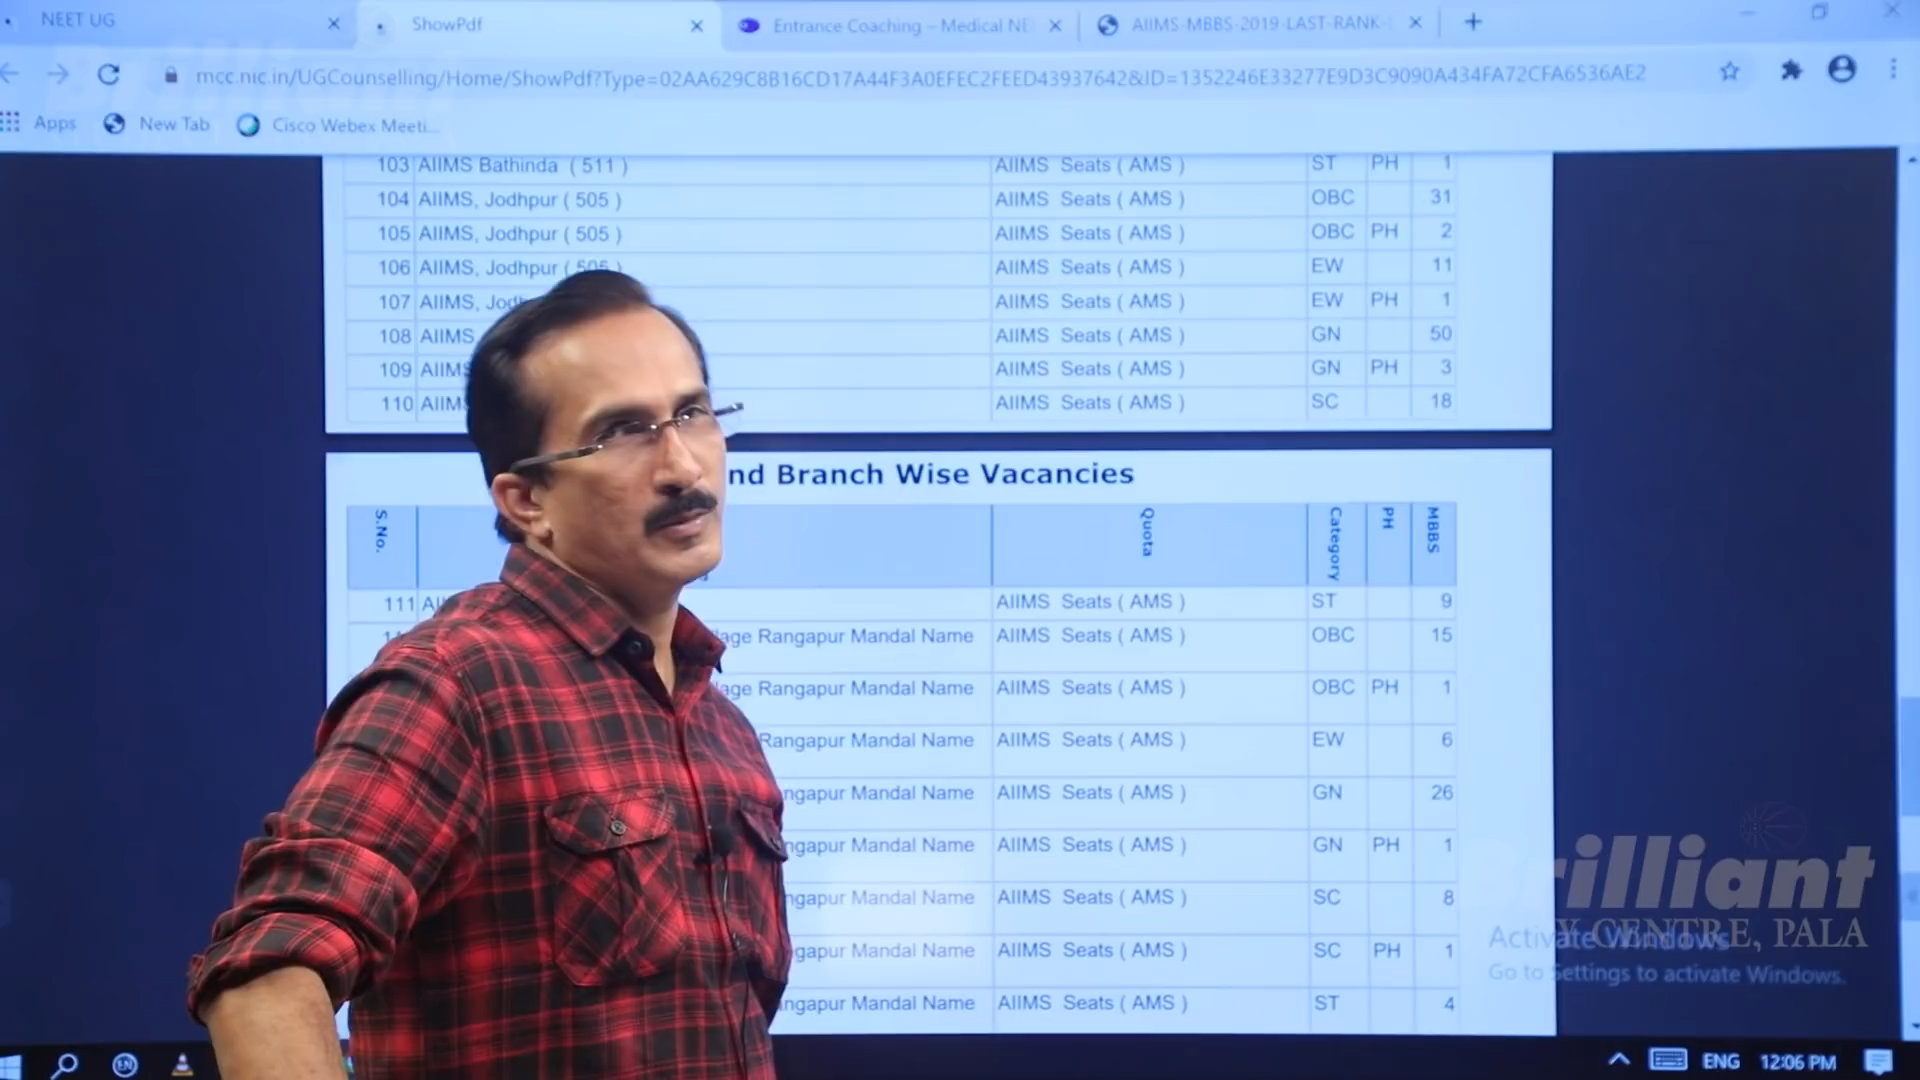 NEET UG
ShowPdf
Entrance Coaching – Medical NE
AIIMS-MBBS-2019-LAST-RANK-
mcc.nic.in/UGCounselling/Home/ShowPdf?Type=02AA629C8B16CD17A44F3A0EFEC2FEED43937642&ID=1352246E33277E9D3C9090A434FA72CFA6536AE2
Apps New Tab Cisco Webex Meeti...
103 AIIMS Bathinda ( 511 ) AIIMS Seats ( AMS ) ST PH 1
104 AIIMS, Jodhpur ( 505 ) AIIMS Seats ( AMS ) OBC 31
105 AIIMS, Jodhpur ( 505 ) AIIMS Seats ( AMS ) OBC PH 2
106 AIIMS, Jodhpur ( 505 ) AIIMS Seats ( AMS ) EW 11
107 AIIMS, Jodh AIIMS Seats ( AMS ) EW PH 1
108 AIIMS AIIMS Seats ( AMS ) GN 50
109 AIIMS AIIMS Seats ( AMS ) GN PH 3
110 AIIMS AIIMS Seats ( AMS ) SC 18
nd Branch Wise Vacancies
S.No. Quota Category PH MBBS
111 AII AIIMS Seats ( AMS ) ST 9
lage Rangapur Mandal Name AIIMS Seats ( AMS ) OBC 15
lage Rangapur Mandal Name AIIMS Seats ( AMS ) OBC PH 1
Rangapur Mandal Name AIIMS Seats ( AMS ) EW 6
ngapur Mandal Name AIIMS Seats ( AMS ) GN 26
ngapur Mandal Name AIIMS Seats ( AMS ) GN PH 1
ngapur Mandal Name AIIMS Seats ( AMS ) SC 8
ngapur Mandal Name AIIMS Seats ( AMS ) SC PH 1
ngapur Mandal Name AIIMS Seats ( AMS ) ST 4
Brilliant
Y CENTRE, PALA
Activate Windows
Go to Settings to activate Windows.
ENG 12:06 PM